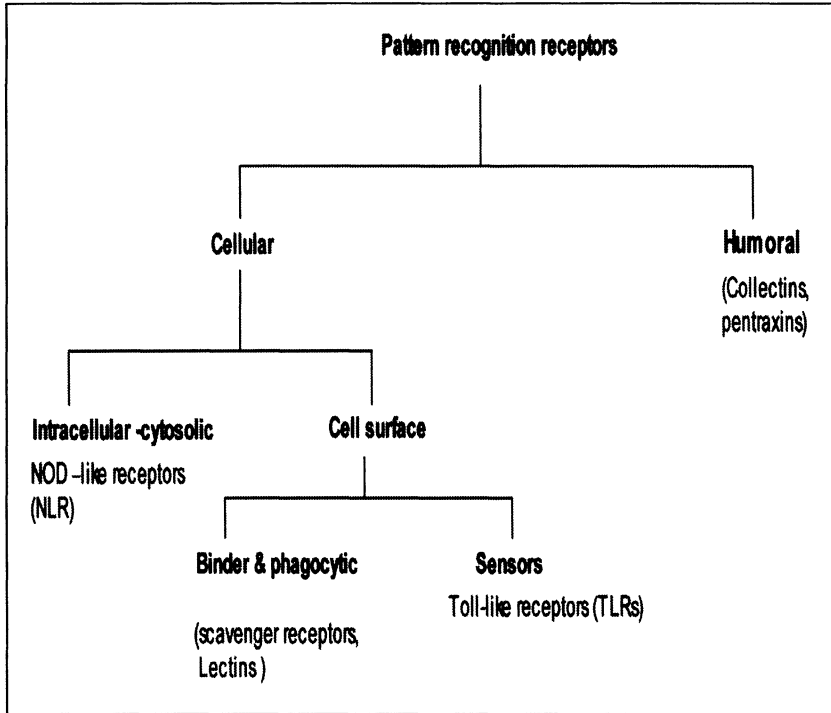 Pattern recognition receptors
Cellular
Humoral
(Collectins,
pentraxins)
Intracellular -cytosolic
NOD –like receptors
(NLR)
Cell surface
Binder & phagocytic
(scavenger receptors,
Lectins )
Sensors
Toll-like receptors (TLRs)